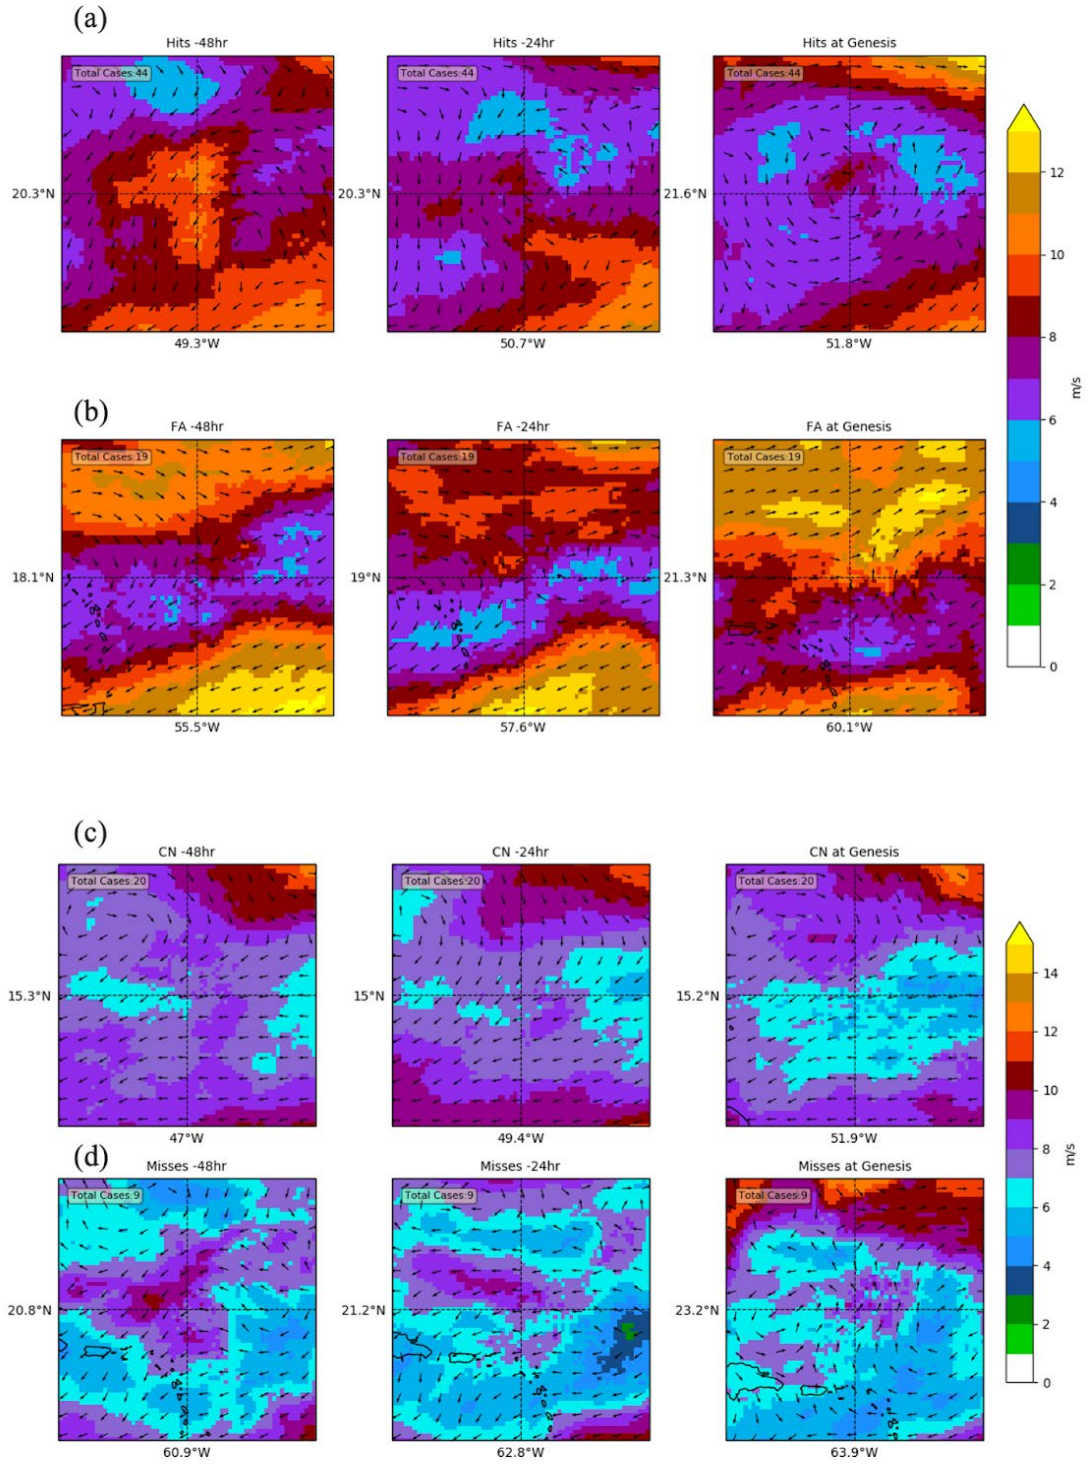 (a)
Hits -48hr
Hits -24hr
Hits at Genesis
Total Cases:44
Total Cases:44
Total Cases:44
20.3°N
20.3°N
21.6°N
49.3°W
50.7°W
51.8°W
12
10
8
6
4
2
0
m/s
(b)
FA -48hr
FA -24hr
FA at Genesis
Total Cases:19
Total Cases:19
Total Cases:19
18.1°N
19°N
21.3°N
55.5°W
57.6°W
60.1°W
(c)
CN -48hr
CN -24hr
CN at Genesis
Total Cases:20
Total Cases:20
Total Cases:20
15.3°N
15°N
15.2°N
47°W
49.4°W
51.9°W
14
12
10
8
6
4
2
0
m/s
(d)
Misses -48hr
Misses -24hr
Misses at Genesis
Total Cases:9
Total Cases:9
Total Cases:9
20.8°N
21.2°N
23.2°N
60.9°W
62.8°W
63.9°W